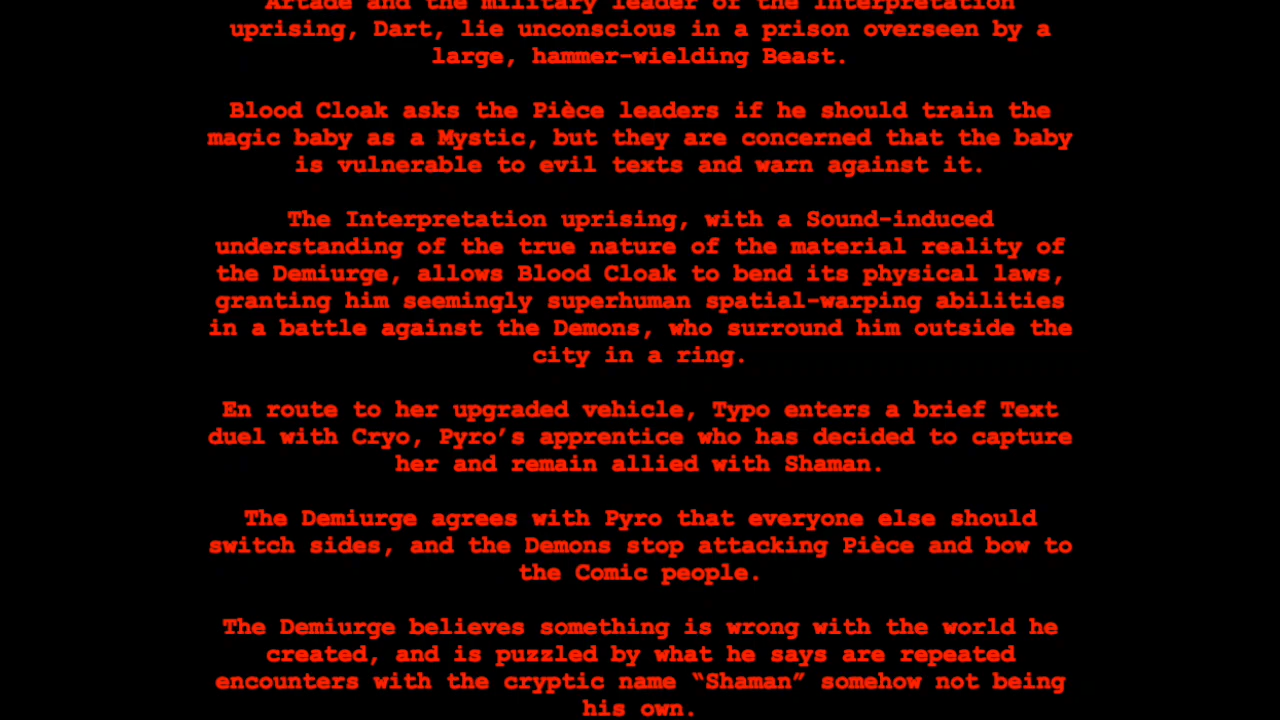 Artade and the military leader of the Interpretation
uprising, Dart, lie unconscious in a prison overseen by a
large, hammer-wielding Beast.
Blood Cloak asks the Pièce leaders if he should train the
magic baby as a Mystic, but they are concerned that the baby
is vulnerable to evil texts and warn against it.
The Interpretation uprising, with a Sound-induced
understanding of the true nature of the material reality of
the Demiurge, allows Blood Cloak to bend its physical laws,
granting him seemingly superhuman spatial-warping abilities
in a battle against the Demons, who surround him outside the
city in a ring.
En route to her upgraded vehicle, Typo enters a brief Text
duel with Cryo, Pyro’s apprentice who has decided to capture
her and remain allied with Shaman.
The Demiurge agrees with Pyro that everyone else should
switch sides, and the Demons stop attacking Pièce and bow to
the Comic people.
The Demiurge believes something is wrong with the world he
created, and is puzzled by what he says are repeated
encounters with the cryptic name “Shaman” somehow not being
his own.